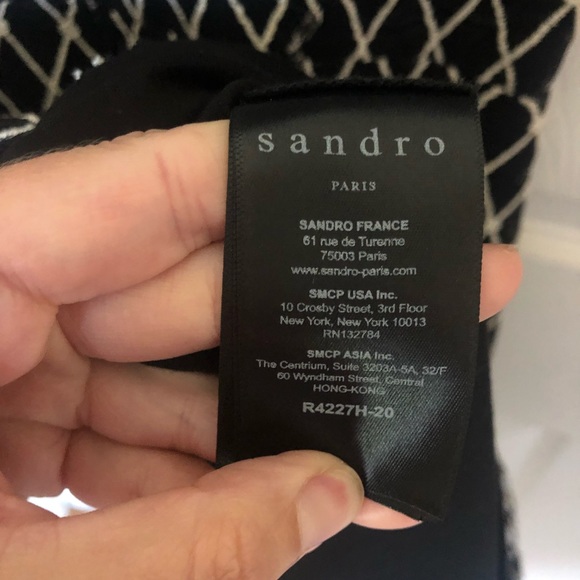 sandro
PARIS
SANDRO FRANCE
61 rue de Turenne
75003 Paris
www.sandro-paris.com
SMCP USA Inc.
10 Crosby Street, 3rd Floor
New York, New York 10013
RN132784
SMCP ASIA Inc.
The Centrium, Suite 3203A-5A, 32/F
60 Wyndham Street, Central
HONG-KONG
R4227H-20